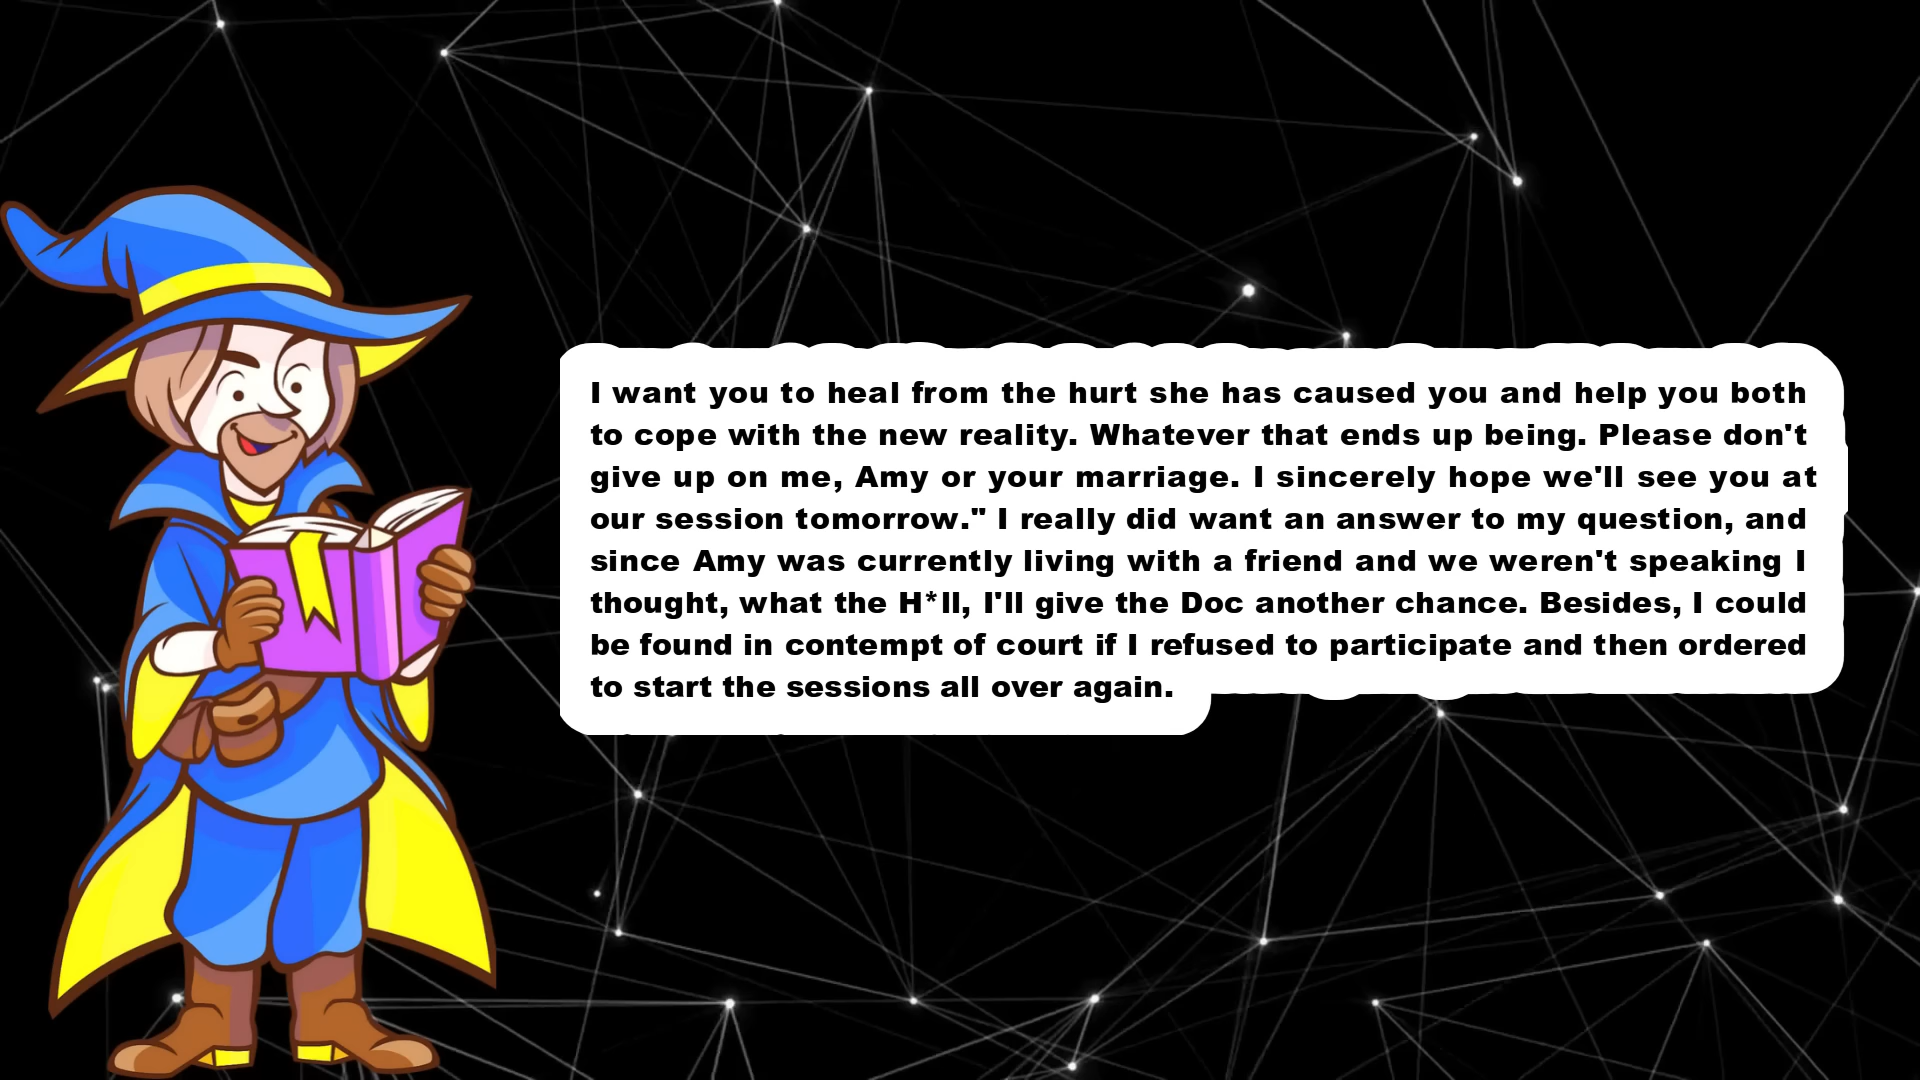 I want you to heal from the hurt she has caused you and help you both
to cope with the new reality. Whatever that ends up being. Please don't
give up on me, Amy or your marriage. I sincerely hope we'll see you at
our session tomorrow." I really did want an answer to my question, and
since Amy was currently living with a friend and we weren't speaking I
thought, what the H*ll, I'll give the Doc another chance. Besides, I could
be found in contempt of court if I refused to participate and then ordered
to start the sessions all over again.